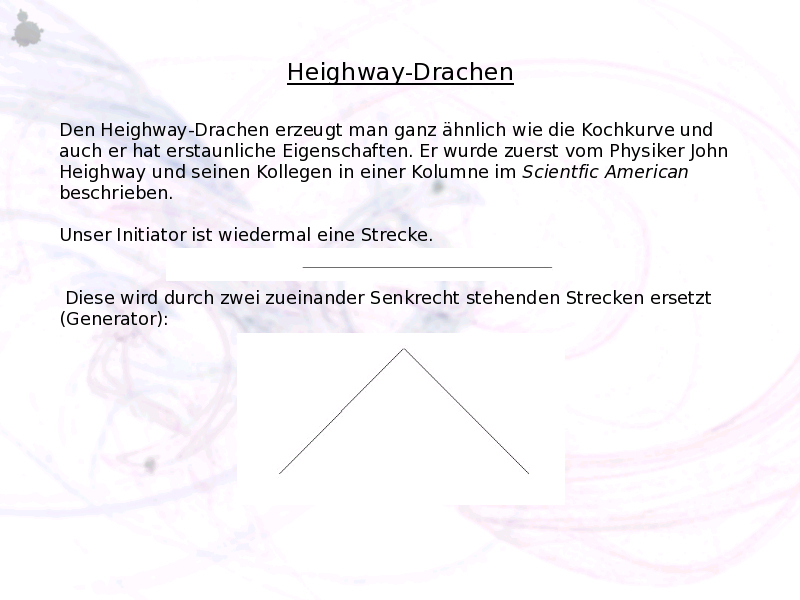 Heighway-Drachen
Den Heighway-Drachen erzeugt man ganz ähnlich wie die Kochkurve und
auch er hat erstaunliche Eigenschaften. Er wurde zuerst vom Physiker John
Heighway und seinen Kollegen in einer Kolumne im Scientfic American
beschrieben.
Unser Initiator ist wiedermal eine Strecke.
Diese wird durch zwei zueinander Senkrecht stehenden Strecken ersetzt
(Generator):